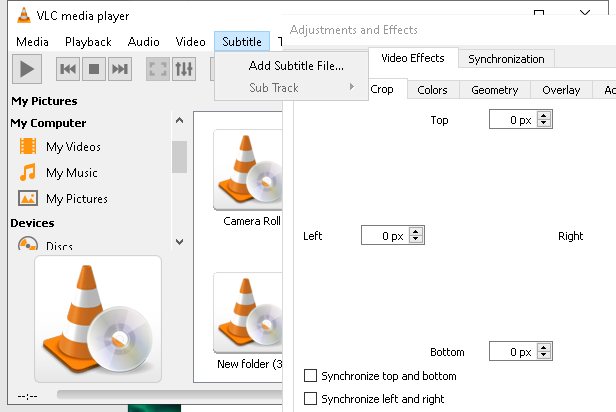 VLC media player
Adjustments and Effects
Media Playback Audio Video Subtitle
Video Effects Synchronization
Add Subtitle File...
Sub Track
Crop Colors Geometry Overlay
My Pictures
My Computer
My Videos
My Music
My Pictures
Devices
Discs
Camera Roll
New folder (3
Top 0 px
Left 0 px Right
Bottom 0 px
Synchronize top and bottom
Synchronize left and right
--:--